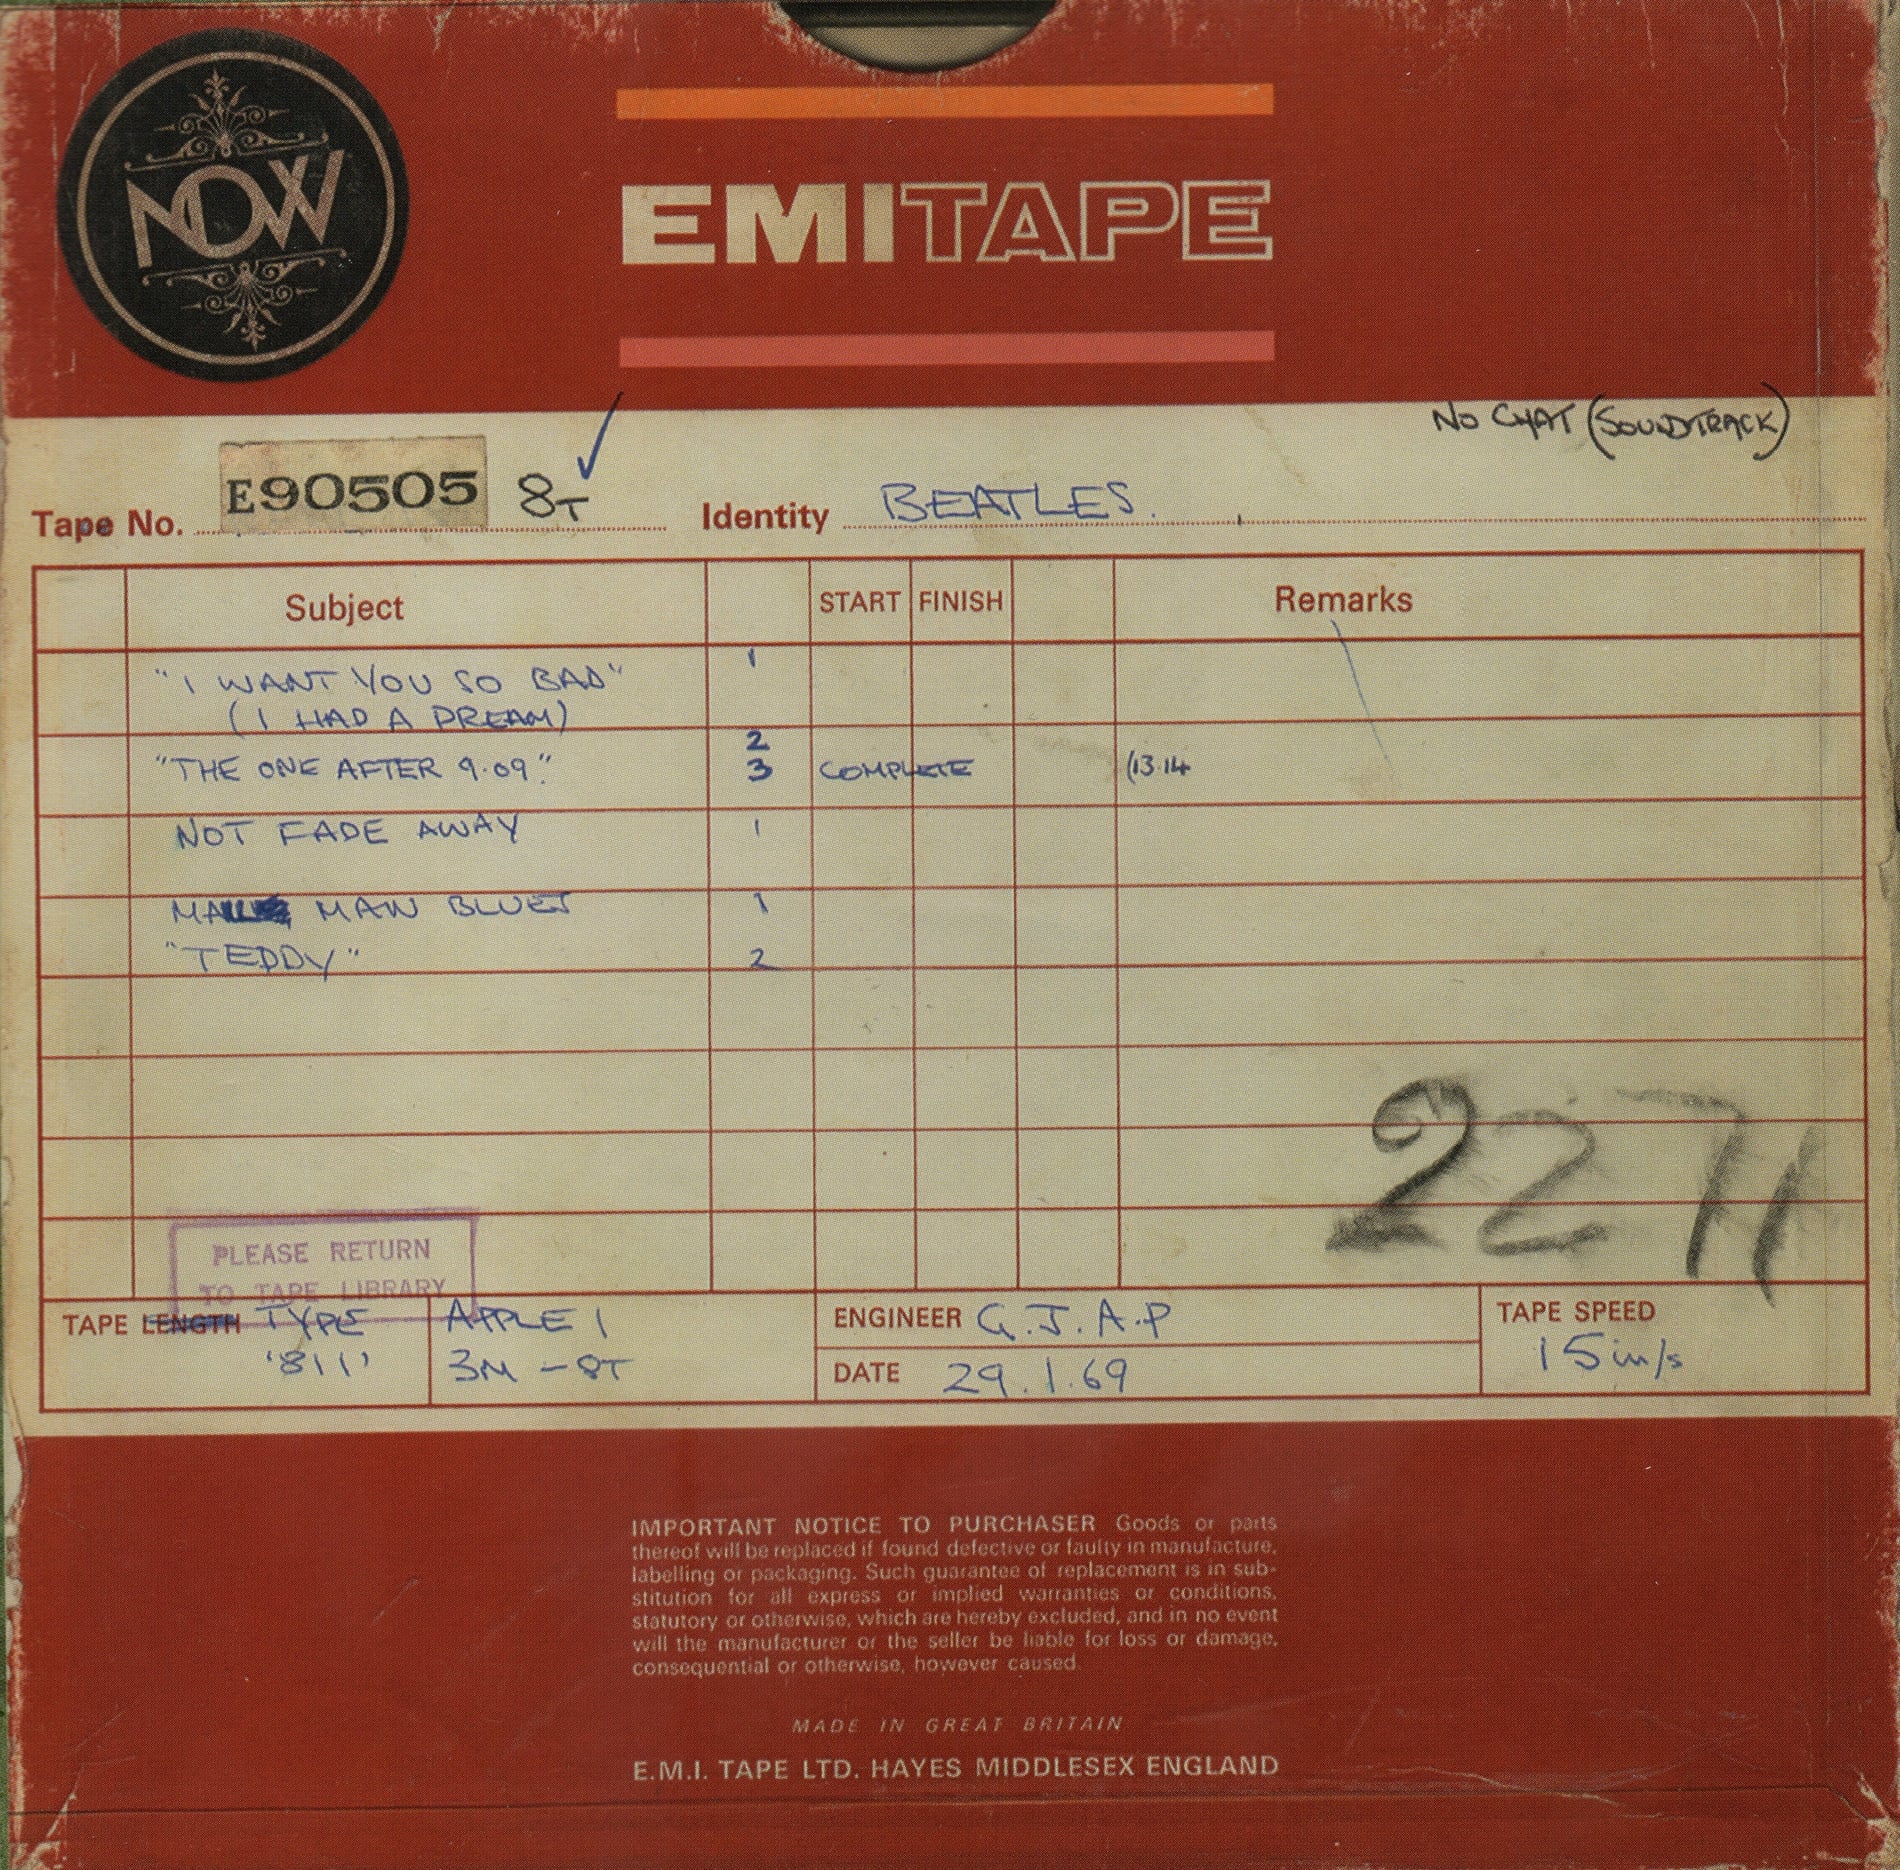 NOW
EMITAPE
NO CHAT (SOUNDTRACK)
Tape No. E90505 8T Identity BEATLES.
Subject START FINISH Remarks
"I WANT YOU SO BAD" 1
(I HAD A DREAM)
2
"THE ONE AFTER 9.09." 3 COMPLETE (13.14
NOT FADE AWAY 1
MAN BLUES 1
"TEDDY" 2
2271
PLEASE RETURN
TO TAPE LIBRARY
TAPE LENGTH TYPE APPLE 1 ENGINEER G.J. A.P TAPE SPEED
'811' 3M - 8T DATE 29.1.69 15 in/s
IMPORTANT NOTICE TO PURCHASER Goods or parts
thereof will be replaced if found defective or faulty in manufacture,
labelling or packaging. Such guarantee of replacement is in sub-
stitution for all express or implied warranties or conditions,
statutory or otherwise, which are hereby excluded, and in no event
will the manufacturer or the seller be liable for loss or damage,
consequential or otherwise, however caused.
MADE IN GREAT BRITAIN
E.M.I. TAPE LTD. HAYES MIDDLESEX ENGLAND